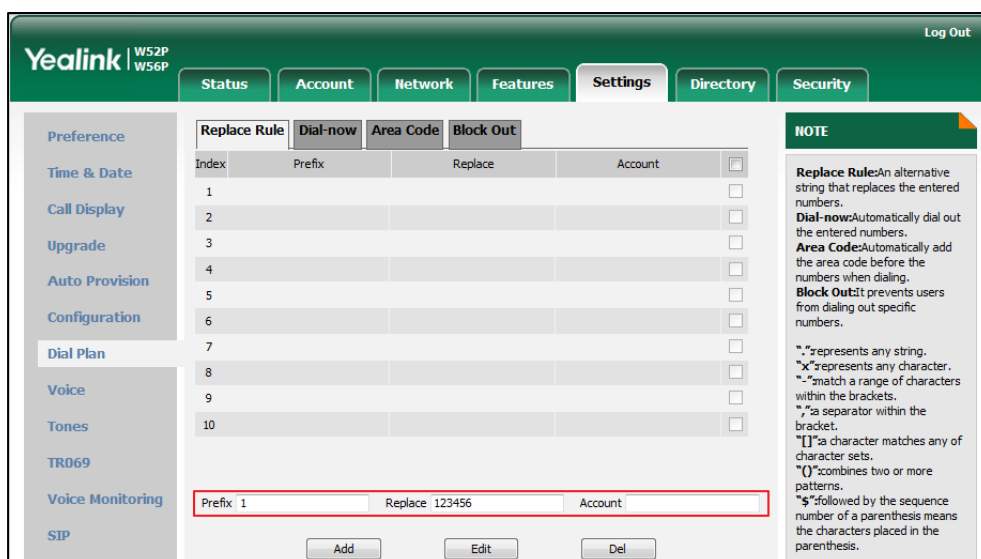 Log Out
Yealink | W52P
W56P
Status Account Network Features Settings Directory Security
Preference
Time & Date
Call Display
Upgrade
Auto Provision
Configuration
Dial Plan
Voice
Tones
TR069
Voice Monitoring
SIP
Replace Rule Dial-now Area Code Block Out
Index Prefix Replace Account
1
2
3
4
5
6
7
8
9
10
Prefix 1 Replace 123456 Account
Add Edit Del
NOTE
Replace Rule:An alternative
string that replaces the entered
numbers.
Dial-now:Automatically dial out
the entered numbers.
Area Code:Automatically add
the area code before the
numbers when dialing.
Block Out:It prevents users
from dialing out specific
numbers.
".":represents any string.
"x":represents any character.
"-":match a range of characters
within the brackets.
",":a separator within the
bracket.
"[]":a character matches any of
character sets.
"()":combines two or more
patterns.
"$":followed by the sequence
number of a parenthesis means
the characters placed in the
parenthesis.